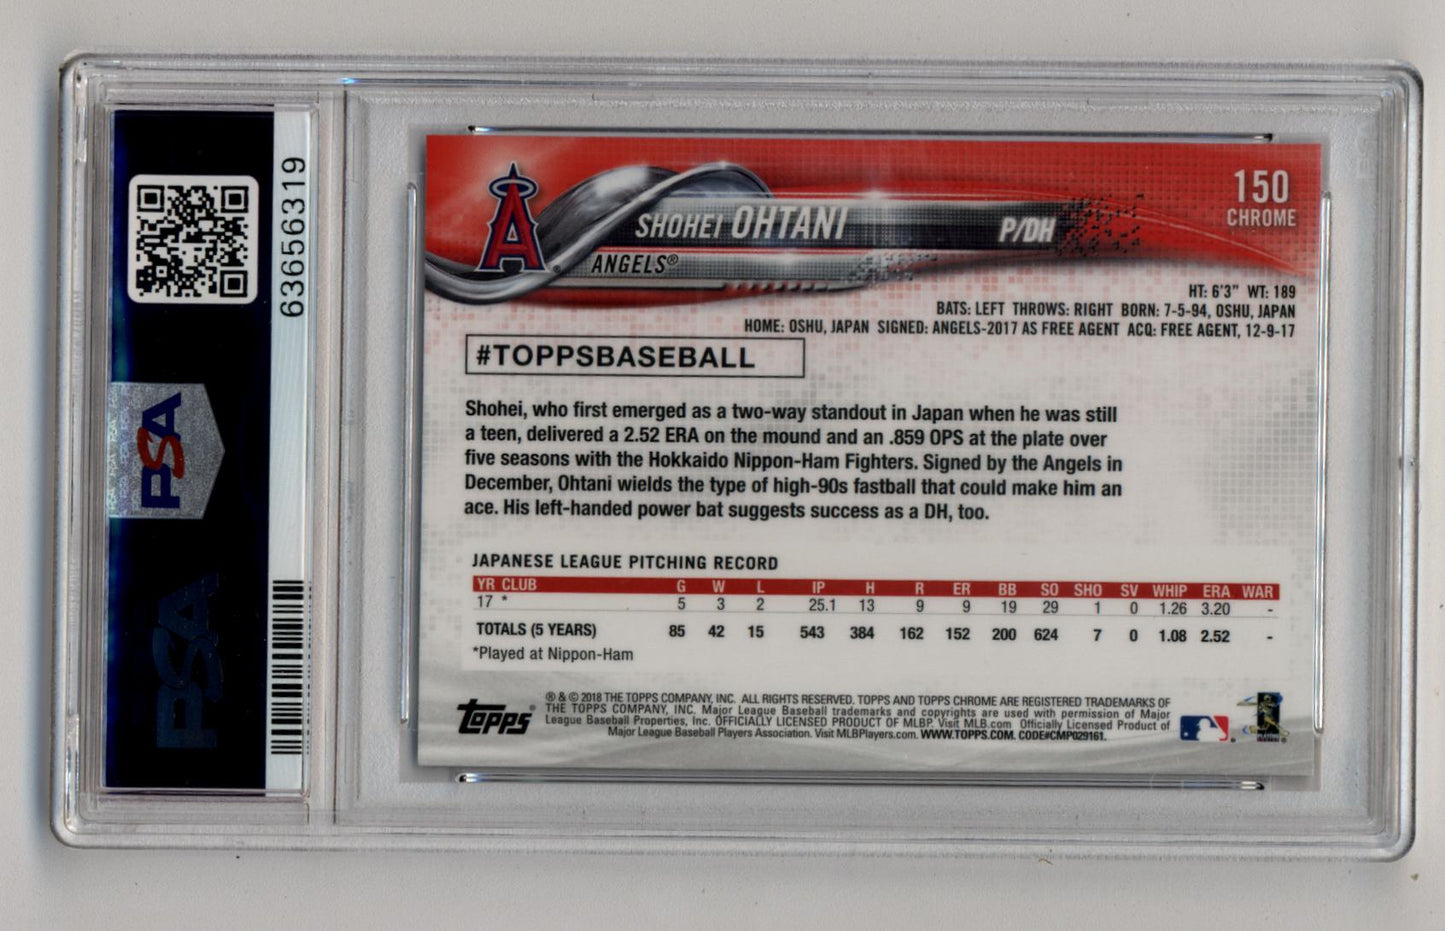 63656319
PSA
PSA
150
CHROME
SHOHEI OHTANI
P/DH
ANGELS®
HT: 6'3" WT: 189
BATS: LEFT THROWS: RIGHT BORN: 7-5-94, OSHU, JAPAN
HOME: OSHU, JAPAN SIGNED: ANGELS-2017 AS FREE AGENT ACQ: FREE AGENT, 12-9-17
#TOPPSBASEBALL
Shohei, who first emerged as a two-way standout in Japan when he was still
a teen, delivered a 2.52 ERA on the mound and an .859 OPS at the plate over
five seasons with the Hokkaido Nippon-Ham Fighters. Signed by the Angels in
December, Ohtani wields the type of high-90s fastball that could make him an
ace. His left-handed power bat suggests success as a DH, too.
JAPANESE LEAGUE PITCHING RECORD
YR CLUB G W L IP H R ER BB SO SHO SV WHIP ERA WAR
17 * 5 3 2 25.1 13 9 9 19 29 1 0 1.26 3.20 -
TOTALS (5 YEARS) 85 42 15 543 384 162 152 200 624 7 0 1.08 2.52 -
*Played at Nippon-Ham
Topps®
® & © 2018 THE TOPPS COMPANY, INC. ALL RIGHTS RESERVED. TOPPS AND TOPPS CHROME ARE REGISTERED TRADEMARKS OF
THE TOPPS COMPANY, INC. Major League Baseball trademarks and copyrights are used with permission of Major
League Baseball Properties, Inc. OFFICIALLY LICENSED PRODUCT OF MLBP. Visit MLB.com Officially Licensed Product of
Major League Baseball Players Association. Visit MLBPlayers.com. WWW.TOPPS.COM. CODE#CMP029161.